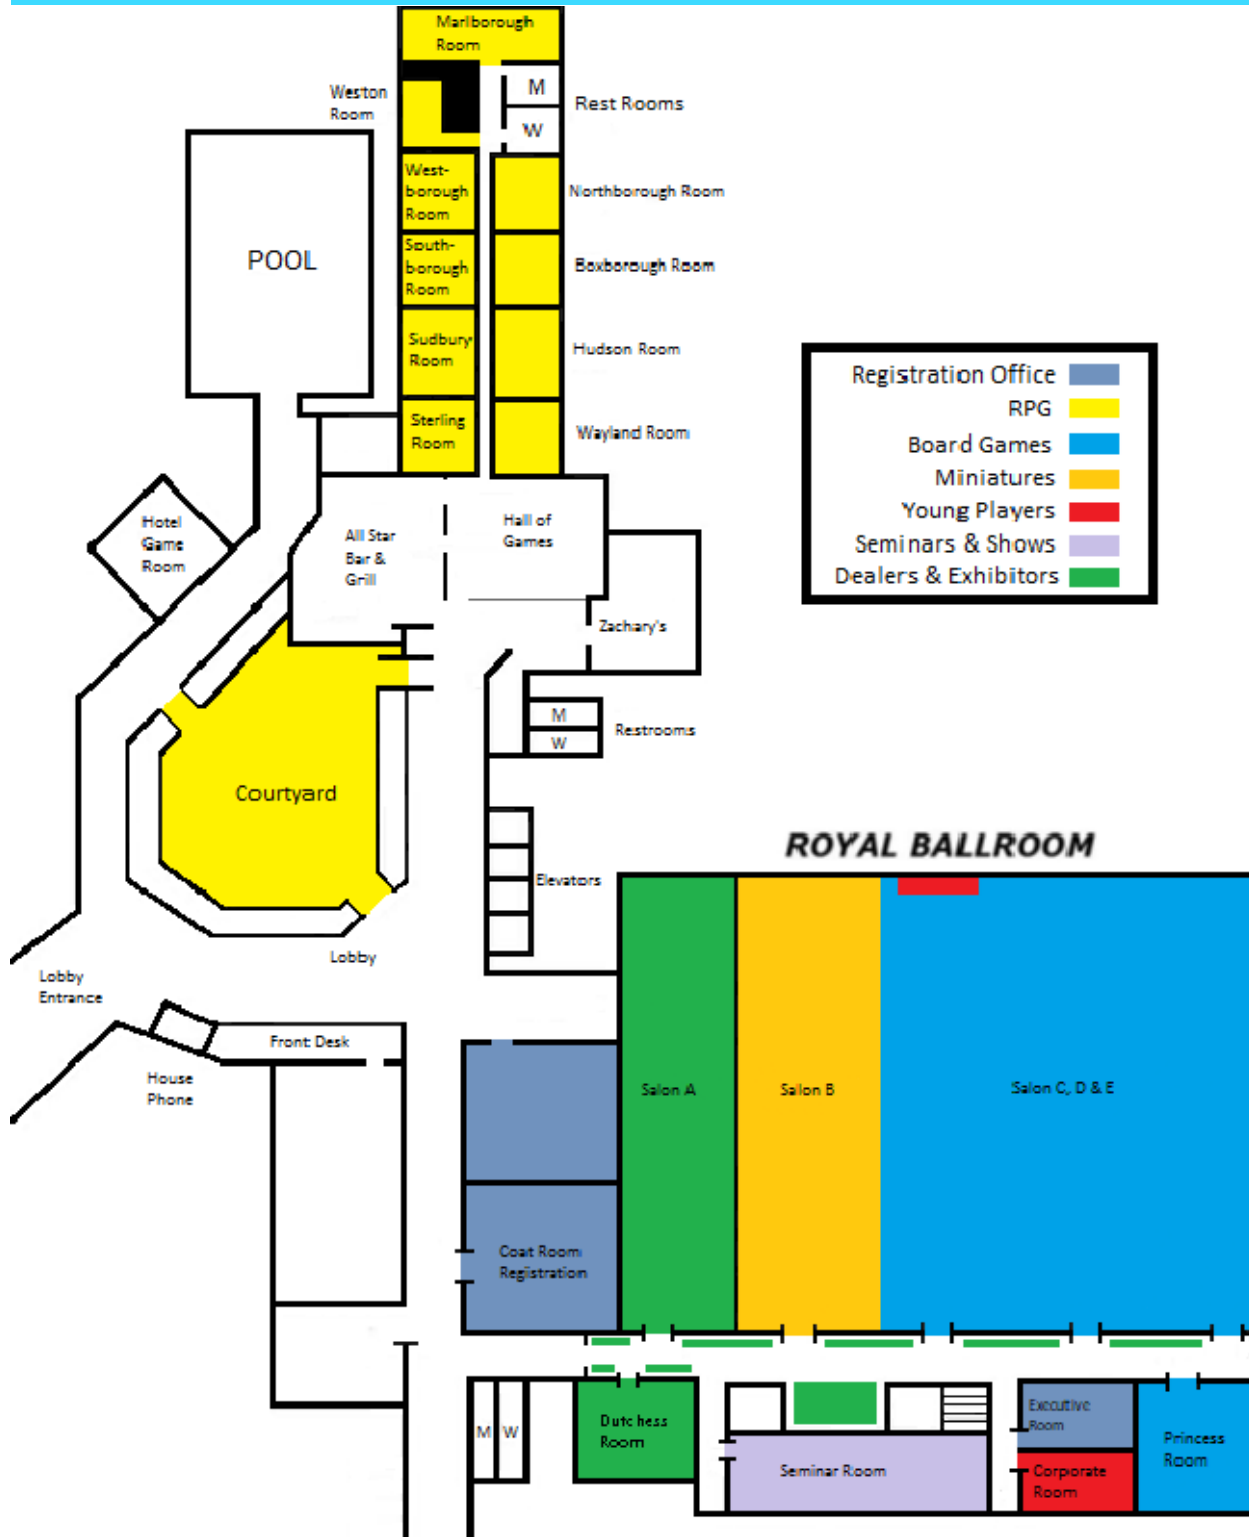 Marlborough
Room
Weston
Room
M
W
Rest Rooms
West-
borough
Room
Northborough Room
South-
borough
Room
Boxborough Room
POOL
Sudbury
Room
Hudson Room
Sterling
Room
Wayland Room
Registration Office
RPG
Board Games
Miniatures
Young Players
Seminars & Shows
Dealers & Exhibitors
Hotel
Game
Room
All Star
Bar &
Grill
Hall of
Games
Zachary's
M
W
Restrooms
Courtyard
Elevators
ROYAL BALLROOM
Lobby
Lobby
Entrance
Front Desk
House
Phone
Salon A
Salon B
Salon C, D & E
Coat Room
Registration
M W
Dutchess
Room
Seminar Room
Executive
Room
Corporate
Room
Princess
Room